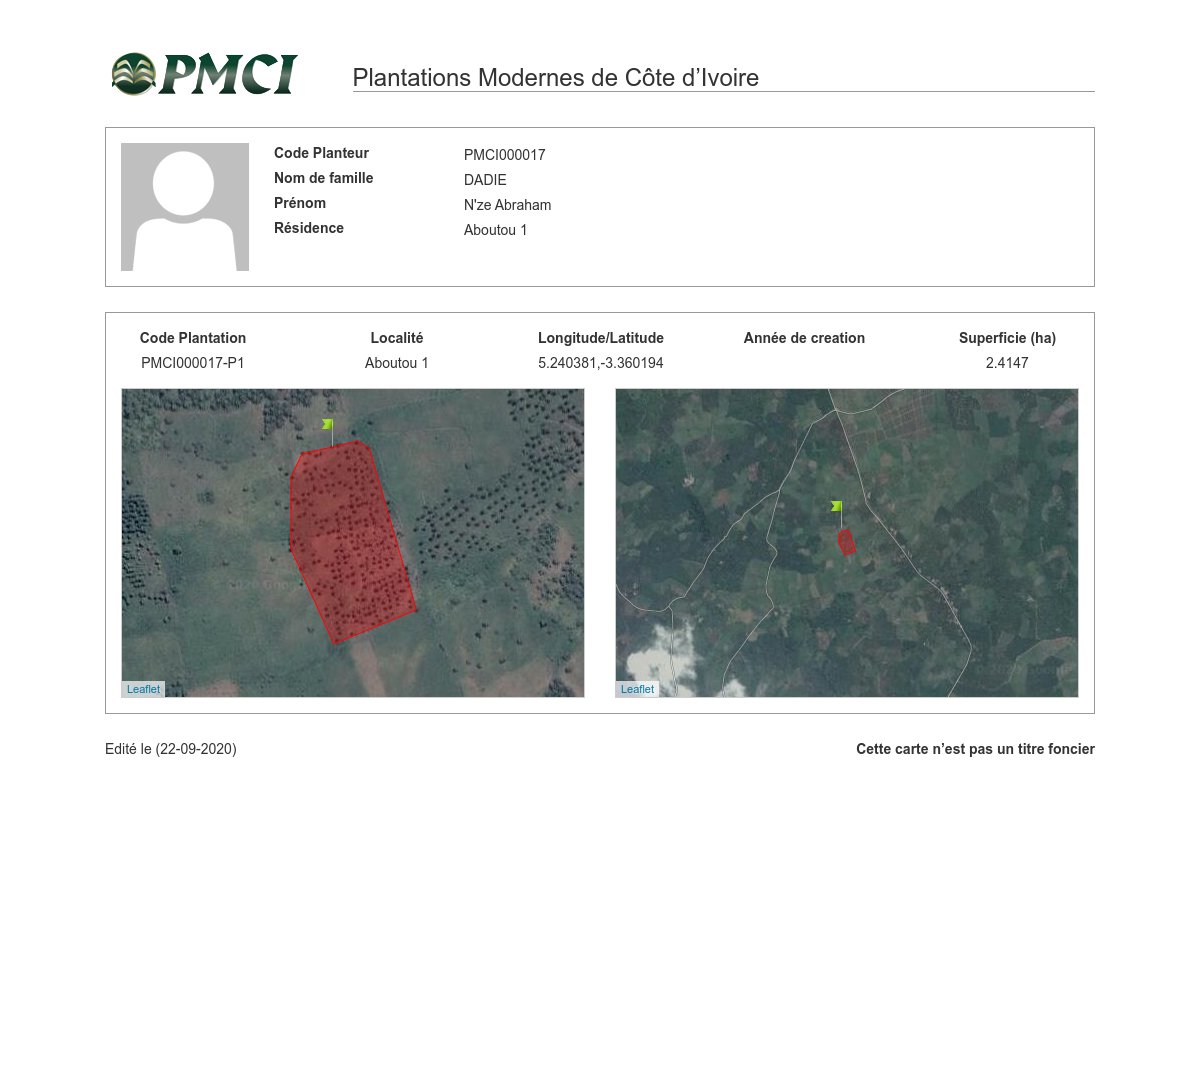 PMCI
Plantations Modernes de Côte d’Ivoire
Code Planteur PMCI000017
Nom de famille DADIE
Prénom N'ze Abraham
Résidence Aboutou 1
Code Plantation Localité Longitude/Latitude Année de creation Superficie (ha)
PMCI000017-P1 Aboutou 1 5.240381,-3.360194 2.4147
Leaflet Leaflet
Edité le (22-09-2020) Cette carte n’est pas un titre foncier